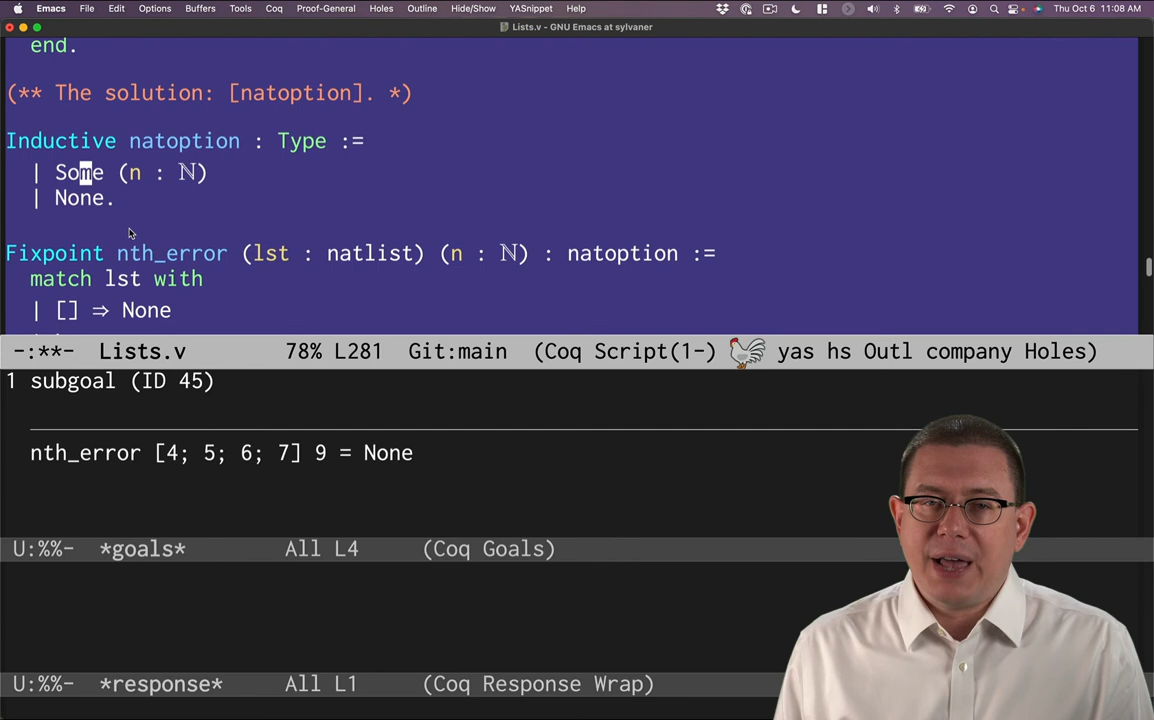 Emacs File Edit Options Buffers Tools Coq Proof-General Holes Outline Hide/Show YASnippet Help Thu Oct 6 11:08 AM
Lists.v - GNU Emacs at sylvaner
end.
(** The solution: [natoption]. *)
Inductive natoption : Type :=
| Some (n : ℕ)
| None.
Fixpoint nth_error (lst : natlist) (n : ℕ) : natoption :=
match lst with
| [] ⇒ None
-:**- Lists.v 78% L281 Git:main (Coq Script(1-) yas hs Outl company Holes)
1 subgoal (ID 45)
nth_error [4; 5; 6; 7] 9 = None
U:%%- *goals* All L4 (Coq Goals)
U:%%- *response* All L1 (Coq Response Wrap)